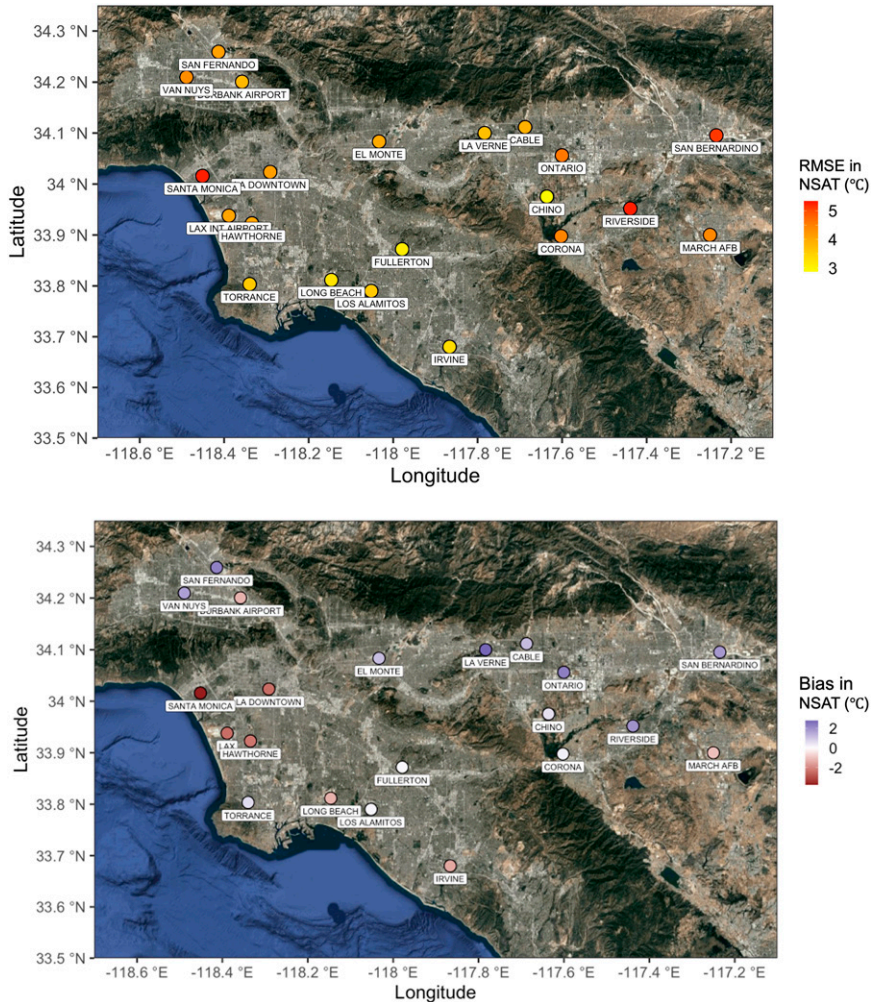 34.3 °N
34.2 °N
34.1 °N
34 °N
33.9 °N
33.8 °N
33.7 °N
33.6 °N
33.5 °N
Latitude
SAN FERNANDO
VAN NUYS
BURBANK AIRPORT
EL MONTE
LA VERNE
CABLE
ONTARIO
SAN BERNARDINO
SANTA MONICA
LA DOWNTOWN
CHINO
RIVERSIDE
LAX INT AIRPORT
HAWTHORNE
FULLERTON
CORONA
MARCH AFB
TORRANCE
LONG BEACH
LOS ALAMITOS
IRVINE
-118.6 °E -118.4 °E -118.2 °E -118 °E -117.8 °E -117.6 °E -117.4 °E -117.2 °E
Longitude
RMSE in
NSAT (℃)
5
4
3
34.3 °N
34.2 °N
34.1 °N
34 °N
33.9 °N
33.8 °N
33.7 °N
33.6 °N
33.5 °N
Latitude
SAN FERNANDO
VAN NUYS
BURBANK AIRPORT
EL MONTE
LA VERNE
CABLE
ONTARIO
SAN BERNARDINO
SANTA MONICA
LA DOWNTOWN
CHINO
RIVERSIDE
LAX
HAWTHORNE
FULLERTON
CORONA
MARCH AFB
TORRANCE
LONG BEACH
LOS ALAMITOS
IRVINE
-118.6 °E -118.4 °E -118.2 °E -118 °E -117.8 °E -117.6 °E -117.4 °E -117.2 °E
Longitude
Bias in
NSAT (℃)
2
0
-2